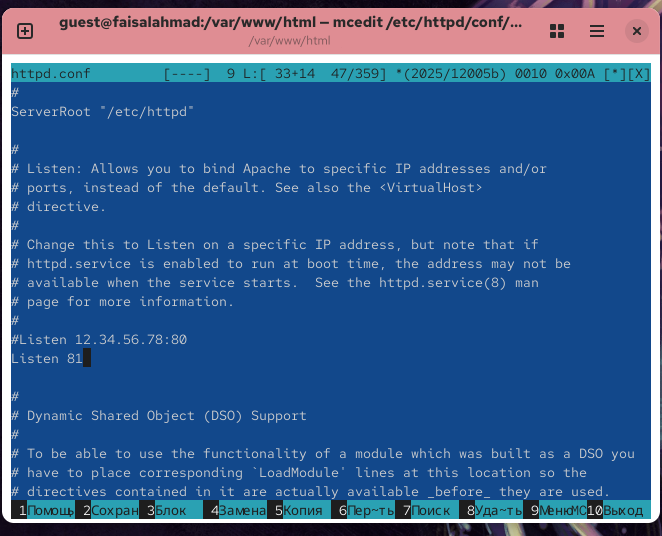 guest@faisalahmad:/var/www/html — mcedit /etc/httpd/conf/...
/var/www/html
httpd.conf [----] 9 L:[ 33+14 47/359] *(2025/12005b) 0010 0x00A [*][X]
#
ServerRoot "/etc/httpd"
#
# Listen: Allows you to bind Apache to specific IP addresses and/or
# ports, instead of the default. See also the <VirtualHost>
# directive.
#
# Change this to Listen on a specific IP address, but note that if
# httpd.service is enabled to run at boot time, the address may not be
# available when the service starts.  See the httpd.service(8) man
# page for more information.
#
#Listen 12.34.56.78:80
Listen 81
#
# Dynamic Shared Object (DSO) Support
#
# To be able to use the functionality of a module which was built as a DSO you
# have to place corresponding `LoadModule' lines at this location so the
# directives contained in it are actually available _before_ they are used.
1Помощь 2Сохран 3Блок 4Замена 5Копия 6Пер~ть 7Поиск 8Уда~ть 9МенюMC 10Выход